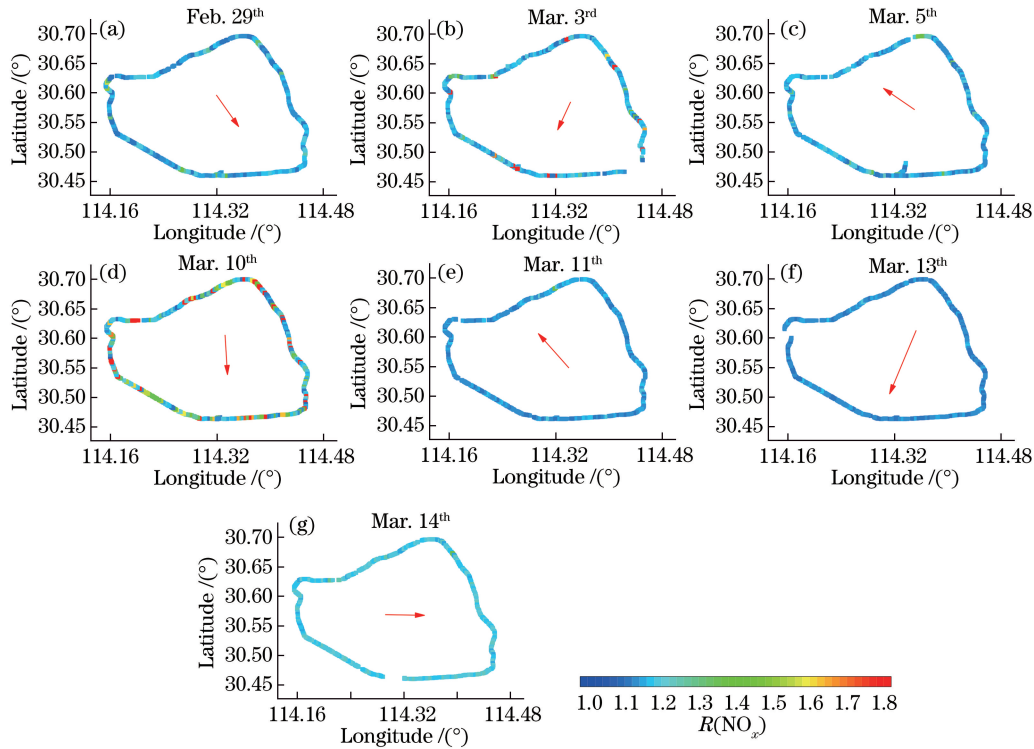 (a) Feb. 29th
30.70
30.65
30.60
30.55
30.50
30.45
Latitude /(°)
114.16 114.32 114.48
Longitude /(°)
(b) Mar. 3rd
30.70
30.65
30.60
30.55
30.50
30.45
Latitude /(°)
114.16 114.32 114.48
Longitude /(°)
(c) Mar. 5th
30.70
30.65
30.60
30.55
30.50
30.45
Latitude /(°)
114.16 114.32 114.48
Longitude /(°)
(d) Mar. 10th
30.70
30.65
30.60
30.55
30.50
30.45
Latitude /(°)
114.16 114.32 114.48
Longitude /(°)
(e) Mar. 11th
30.70
30.65
30.60
30.55
30.50
30.45
Latitude /(°)
114.16 114.32 114.48
Longitude /(°)
(f) Mar. 13th
30.70
30.65
30.60
30.55
30.50
30.45
Latitude /(°)
114.16 114.32 114.48
Longitude /(°)
(g) Mar. 14th
30.70
30.65
30.60
30.55
30.50
30.45
Latitude /(°)
114.16 114.32 114.48
Longitude /(°)
1.0 1.1 1.2 1.3 1.4 1.5 1.6 1.7 1.8
R(NOx)